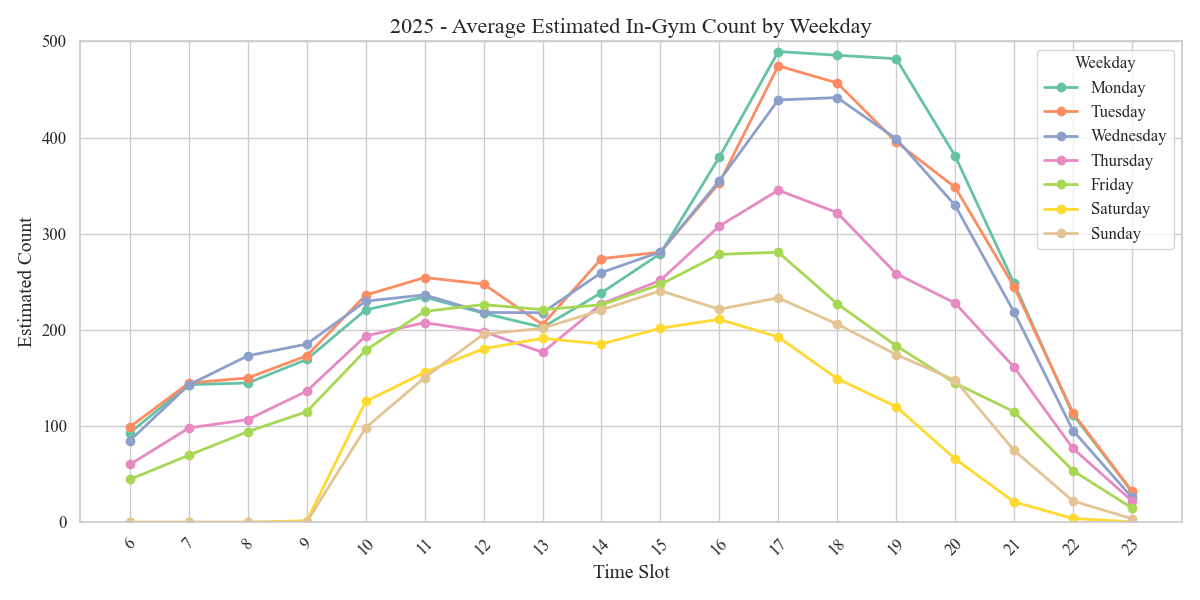 2025 - Average Estimated In-Gym Count by Weekday
Estimated Count
500
400
300
200
100
0
Weekday
Monday
Tuesday
Wednesday
Thursday
Friday
Saturday
Sunday
6 7 8 9 10 11 12 13 14 15 16 17 18 19 20 21 22 23
Time Slot